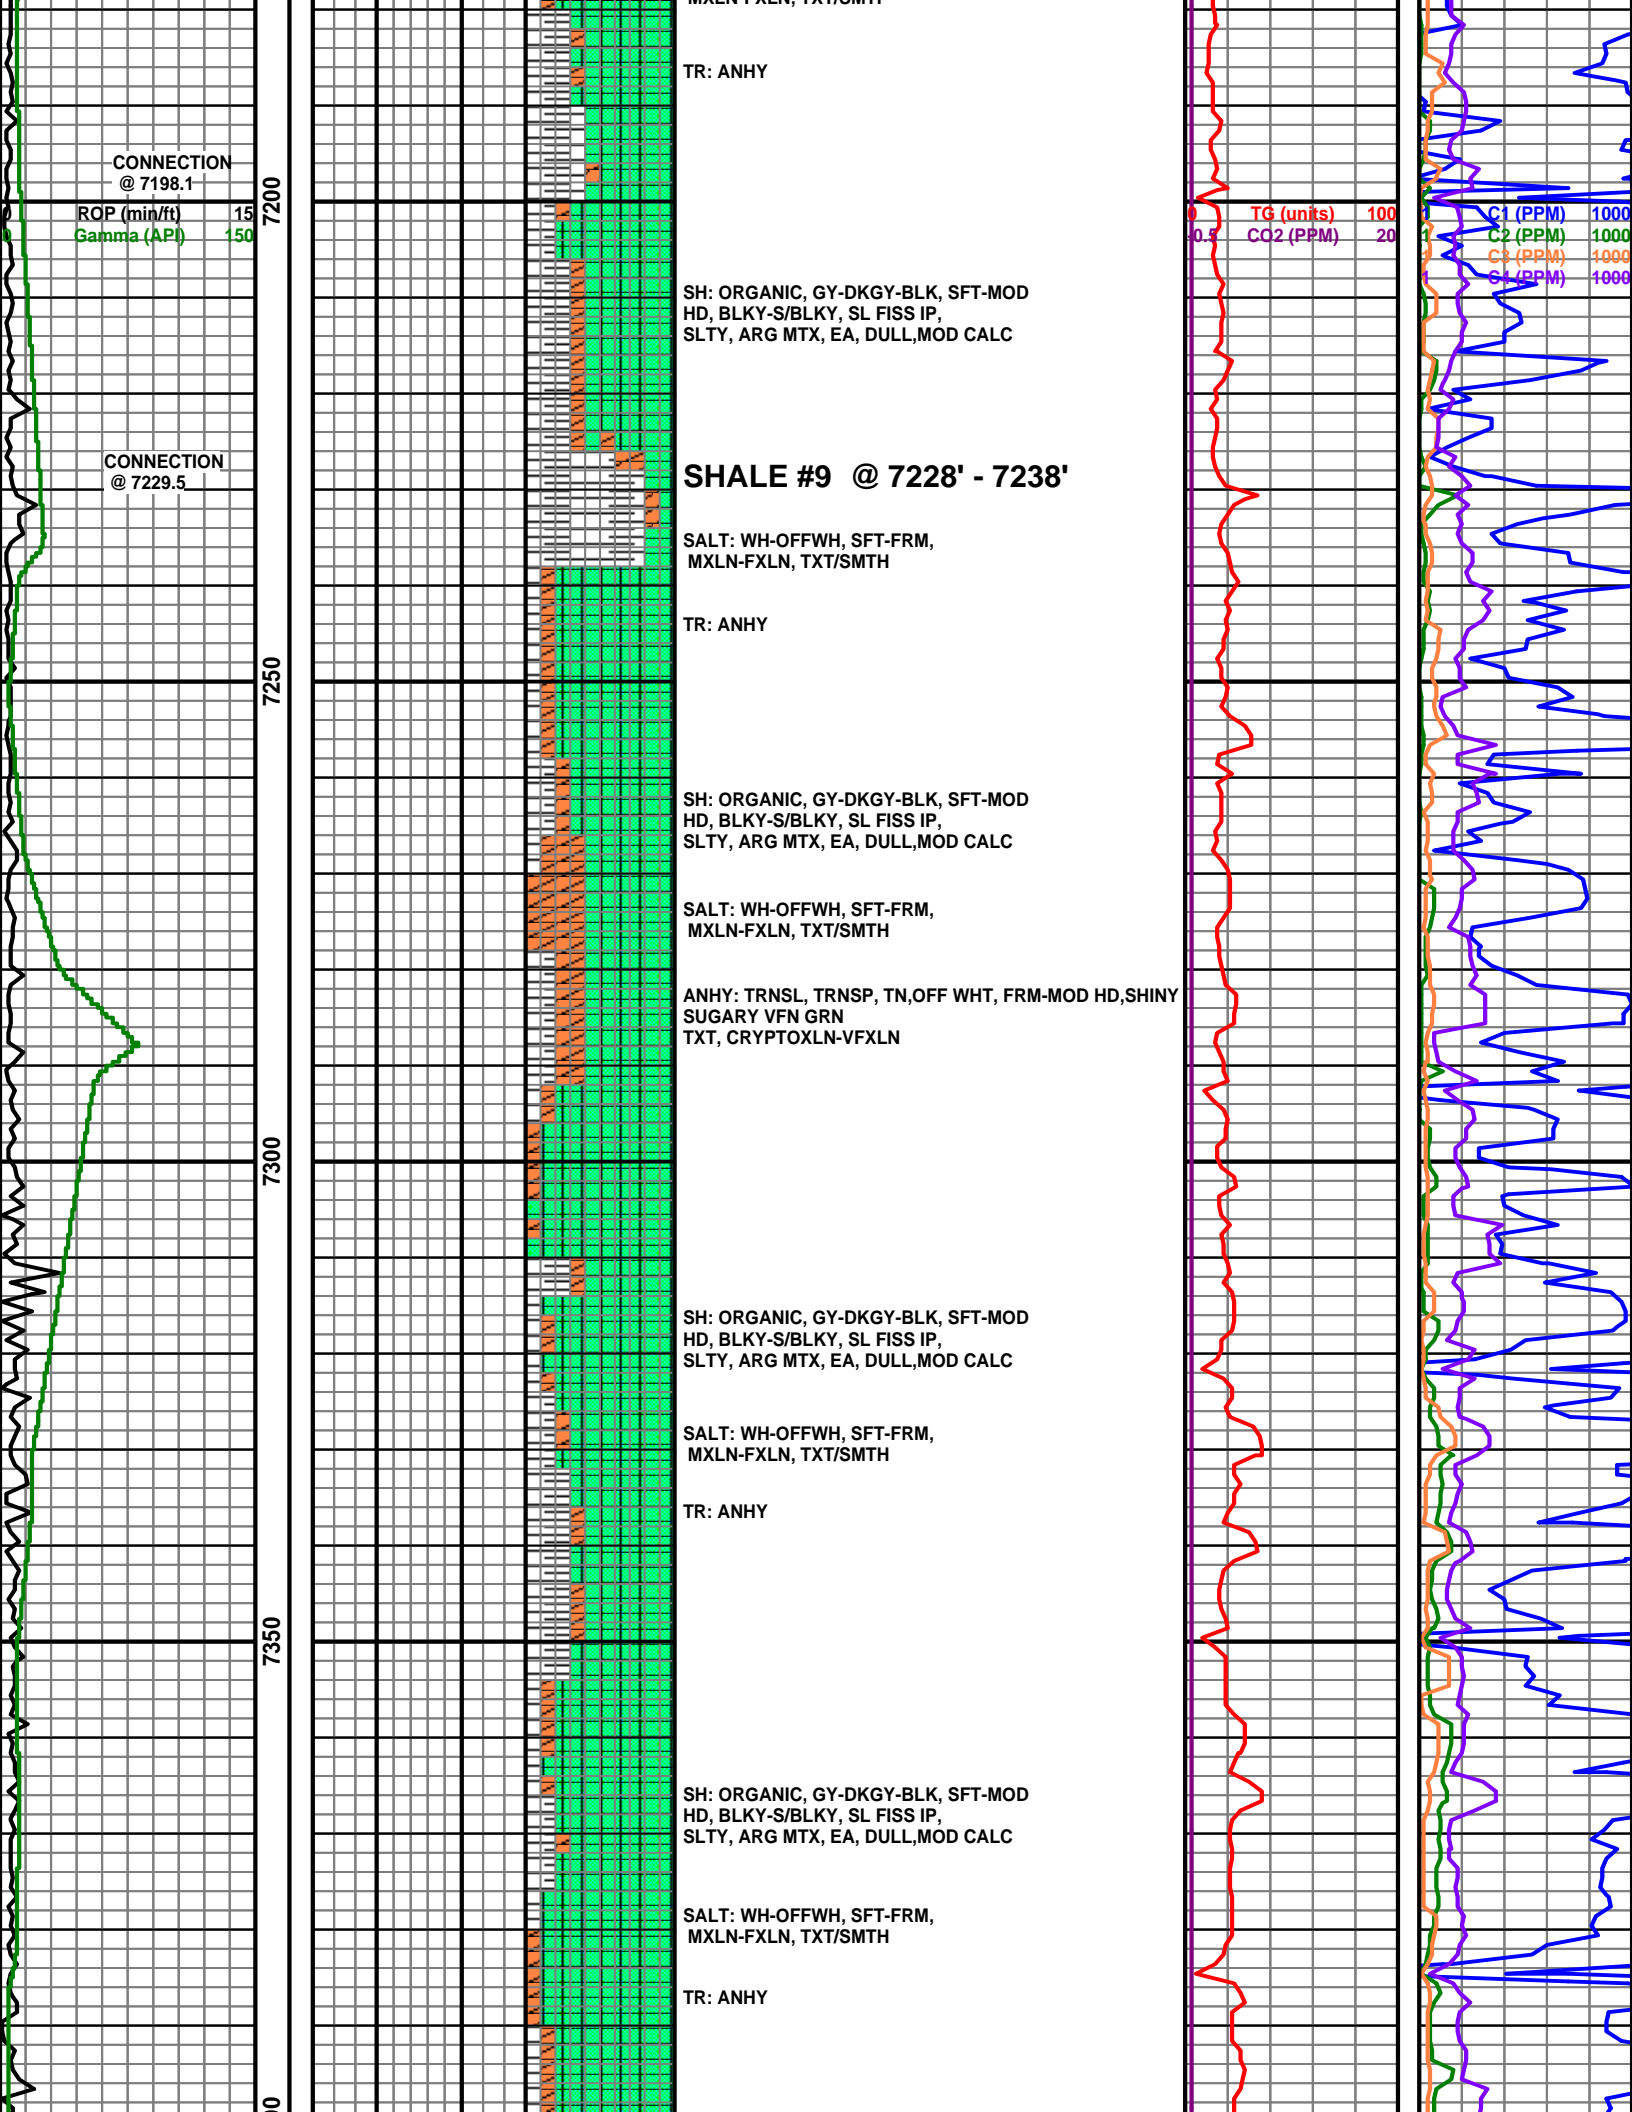 TR: ANHY
CONNECTION
@ 7198.1
7200
0 ROP (min/ft) 15
0 Gamma (API) 150
0 TG (units) 100
-0.5 CO2 (PPM) 20
1 C1 (PPM) 1000
1 C2 (PPM) 1000
1 C3 (PPM) 1000
1 C4 (PPM) 1000
SH: ORGANIC, GY-DKGY-BLK, SFT-MOD
HD, BLKY-S/BLKY, SL FISS IP,
SLTY, ARG MTX, EA, DULL,MOD CALC
CONNECTION
@ 7229.5
SHALE #9 @ 7228' - 7238'
SALT: WH-OFFWH, SFT-FRM,
MXLN-FXLN, TXT/SMTH
TR: ANHY
7250
SH: ORGANIC, GY-DKGY-BLK, SFT-MOD
HD, BLKY-S/BLKY, SL FISS IP,
SLTY, ARG MTX, EA, DULL,MOD CALC
SALT: WH-OFFWH, SFT-FRM,
MXLN-FXLN, TXT/SMTH
ANHY: TRNSL, TRNSP, TN,OFF WHT, FRM-MOD HD,SHINY
SUGARY VFN GRN
TXT, CRYPTOXLN-VFXLN
7300
SH: ORGANIC, GY-DKGY-BLK, SFT-MOD
HD, BLKY-S/BLKY, SL FISS IP,
SLTY, ARG MTX, EA, DULL,MOD CALC
SALT: WH-OFFWH, SFT-FRM,
MXLN-FXLN, TXT/SMTH
TR: ANHY
7350
SH: ORGANIC, GY-DKGY-BLK, SFT-MOD
HD, BLKY-S/BLKY, SL FISS IP,
SLTY, ARG MTX, EA, DULL,MOD CALC
SALT: WH-OFFWH, SFT-FRM,
MXLN-FXLN, TXT/SMTH
TR: ANHY